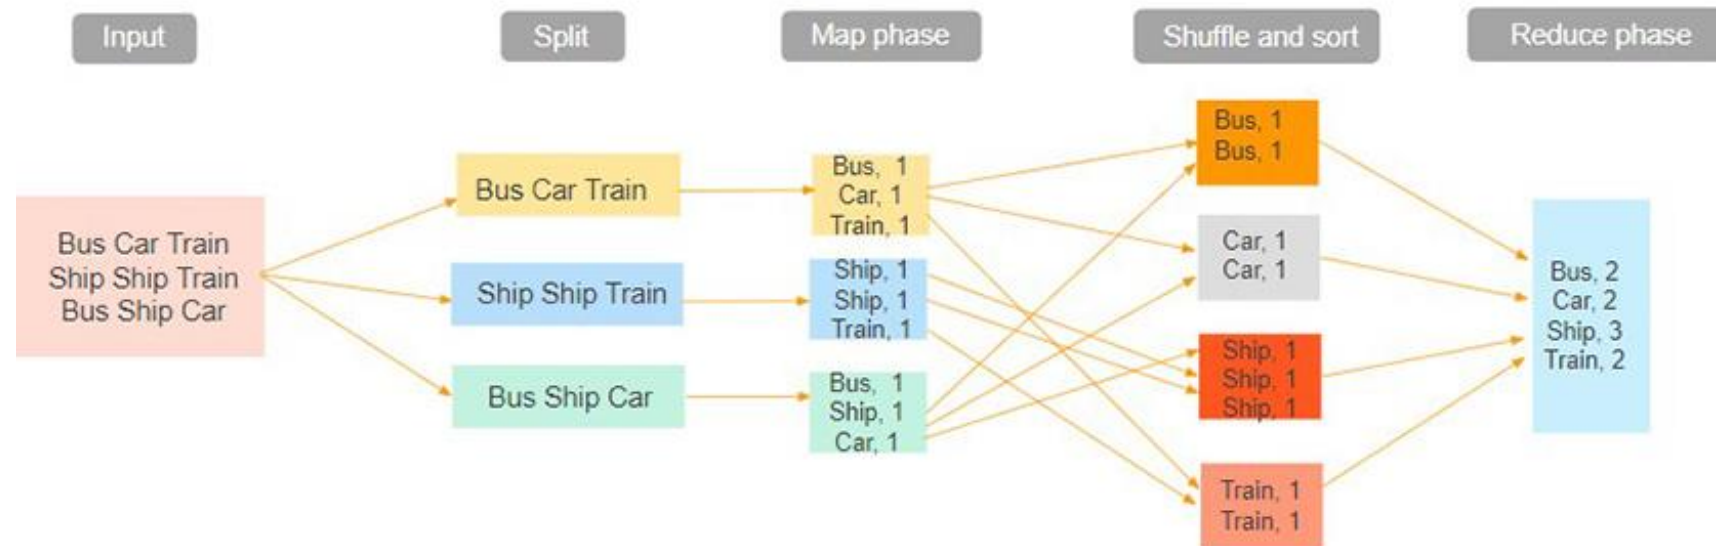 Input
Split
Map phase
Shuffle and sort
Reduce phase
Bus Car Train
Ship Ship Train
Bus Ship Car
Bus Car Train
Ship Ship Train
Bus Ship Car
Bus, 1
Car, 1
Train, 1
Ship, 1
Ship, 1
Train, 1
Bus, 1
Ship, 1
Car, 1
Bus, 1
Bus, 1
Car, 1
Car, 1
Ship, 1
Ship, 1
Ship, 1
Train, 1
Train, 1
Bus, 2
Car, 2
Ship, 3
Train, 2